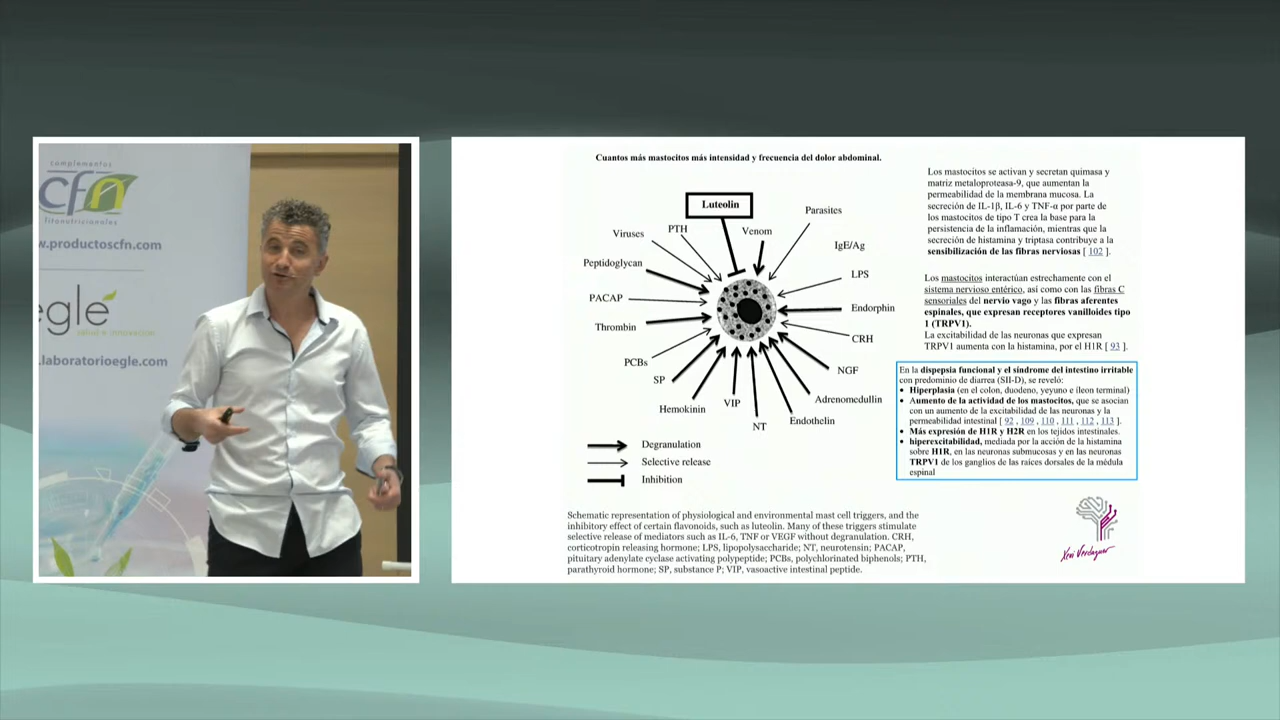 complementos
cfn
fitonutricionales
w.productoscfn.com
egle
salud e innovación
.laboratorioegle.com
Cuantos más mastocitos más intensidad y frecuencia del dolor abdominal.
Luteolin
Parasites
Viruses
PTH
Venom
IgE/Ag
Peptidoglycan
LPS
PACAP
Endorphin
Thrombin
CRH
PCBs
NGF
SP
Adrenomedullin
Hemokinin
VIP
Endothelin
NT
Degranulation
Selective release
Inhibition
Schematic representation of physiological and environmental mast cell triggers, and the
inhibitory effect of certain flavonoids, such as luteolin. Many of these triggers stimulate
selective release of mediators such as IL-6, TNF or VEGF without degranulation. CRH,
corticotropin releasing hormone; LPS, lipopolysaccharide; NT, neurotensin; PACAP,
pituitary adenylate cyclase activating polypeptide; PCBs, polychlorinated biphenols; PTH,
parathyroid hormone; SP, substance P; VIP, vasoactive intestinal peptide.
Los mastocitos se activan y secretan quimasa y
matriz metaloproteasa-9, que aumentan la
permeabilidad de la membrana mucosa. La
secreción de IL-1β, IL-6 y TNF-α por parte de
los mastocitos de tipo T crea la base para la
persistencia de la inflamación, mientras que la
secreción de histamina y triptasa contribuye a la
sensibilización de las fibras nerviosas [ 102 ].
Los mastocitos interactúan estrechamente con el
sistema nervioso entérico, así como con las fibras C
sensoriales del nervio vago y las fibras aferentes
espinales, que expresan receptores vanilloides tipo
1 (TRPV1).
La excitabilidad de las neuronas que expresan
TRPV1 aumenta con la histamina, por el H1R [ 93 ].
En la dispepsia funcional y el síndrome del intestino irritable
con predominio de diarrea (SII-D), se reveló:
• Hiperplasia (en el colon, duodeno, yeyuno e íleon terminal)
• Aumento de la actividad de los mastocitos, que se asocian
con un aumento de la excitabilidad de las neuronas y la
permeabilidad intestinal [ 92 , 109 , 110 , 111 , 112 , 113 ].
• Más expresión de H1R y H2R en los tejidos intestinales.
• hiperexcitabilidad, mediada por la acción de la histamina
sobre H1R, en las neuronas submucosas y en las neuronas
TRPV1 de los ganglios de las raíces dorsales de la médula
espinal
Xevi Verdaguer